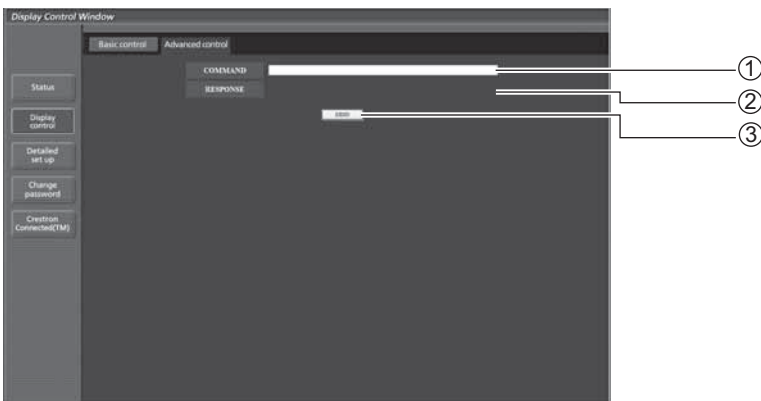 Display Control Window
Basic control Advanced control
COMMAND ①
RESPONSE ②
SEND ③
Status
Display
control
Detailed
set up
Change
password
Crestron
Connected(TM)